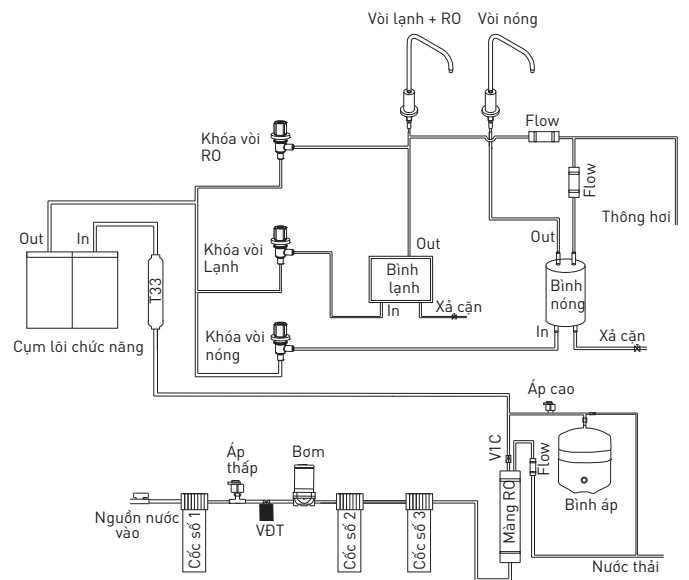 Vòi lạnh + RO
Vòi nóng
Flow
Khóa vòi
RO
Flow
Thông hơi
Out
In
Khóa vòi
Lạnh
Out
Out
T33
Bình
lạnh
Bình
nóng
In
Xả cặn
Cụm lõi chức năng
Khóa vòi
nóng
In
Xả cặn
Áp cao
Áp
thấp
Bơm
V1C
Flow
Màng RO
Bình áp
Nguồn nước
vào
Cốc số 1
VĐT
Cốc số 2
Cốc số 3
Nước thải